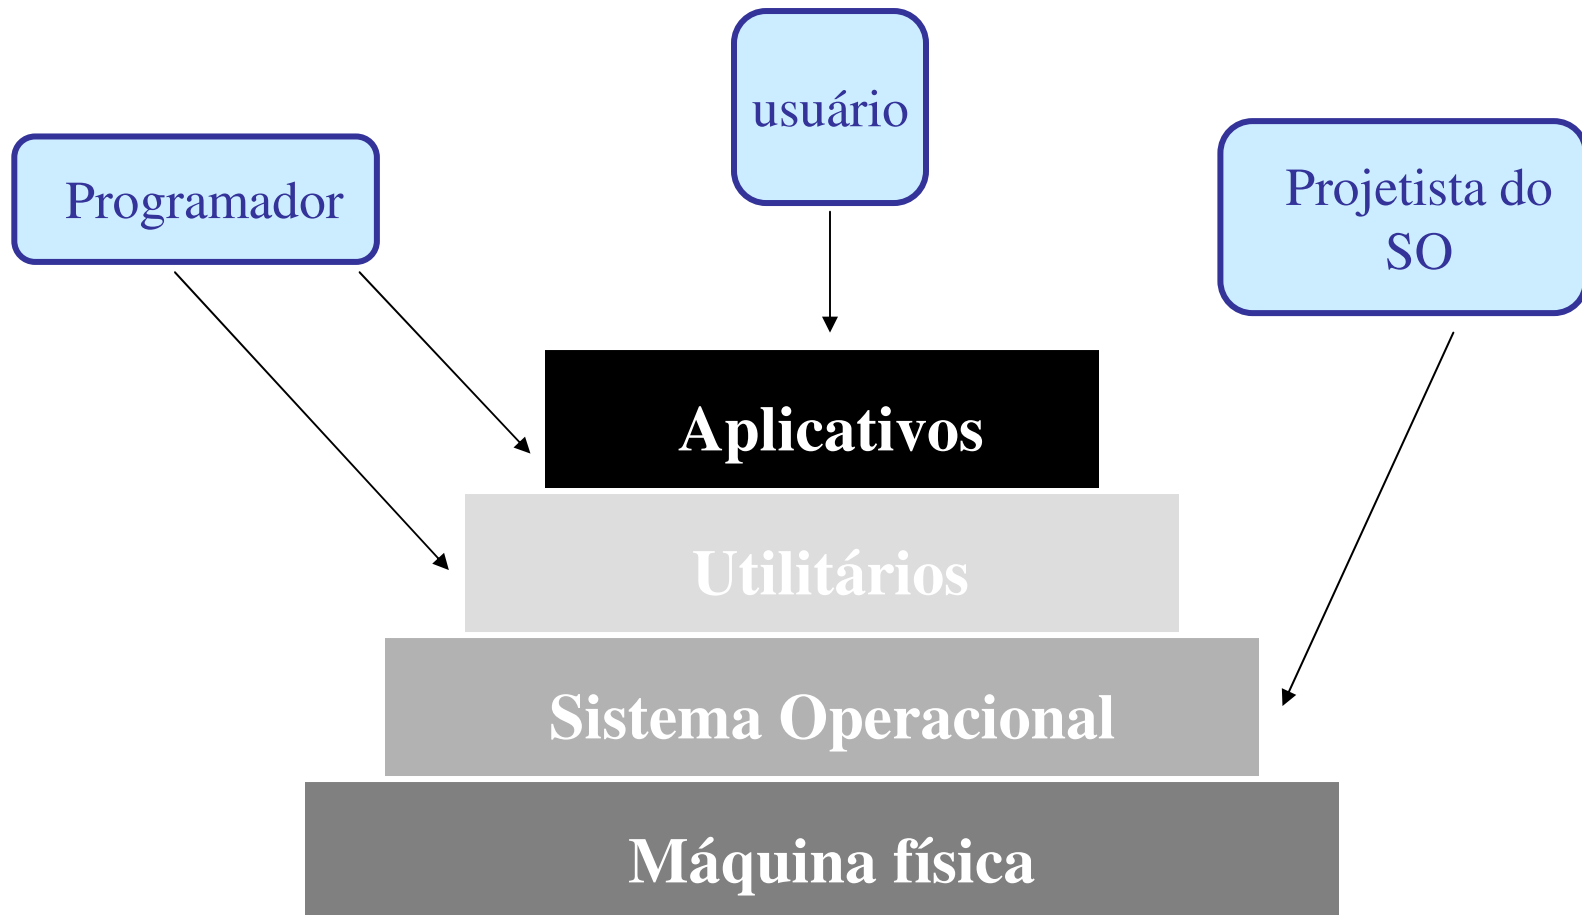 usuário
Programador
Projetista do
SO
Aplicativos
Utilitários
Sistema Operacional
Máquina física